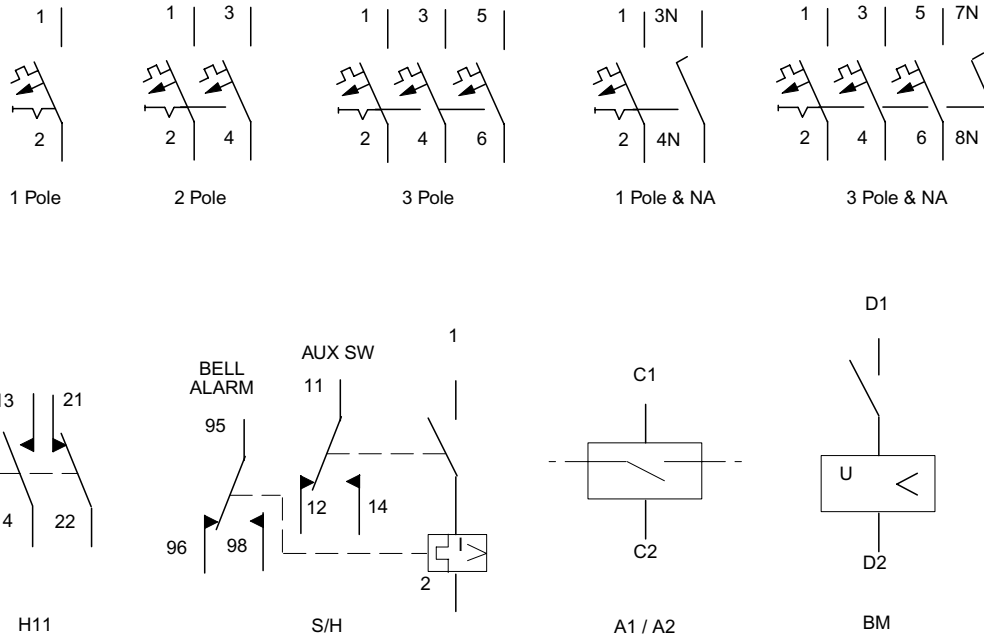 1 1 3 1 3 5 1 3N 1 3 5 7N
2 2 4 2 4 6 2 4N 2 4 6 8N
1 Pole 2 Pole 3 Pole 1 Pole & NA 3 Pole & NA
D1
1
AUX SW
BELL
ALARM
11
C1
13 21
95
U <
12 14
4 22
96 98
I >
C2
D2
2
H11 S/H A1 / A2 BM